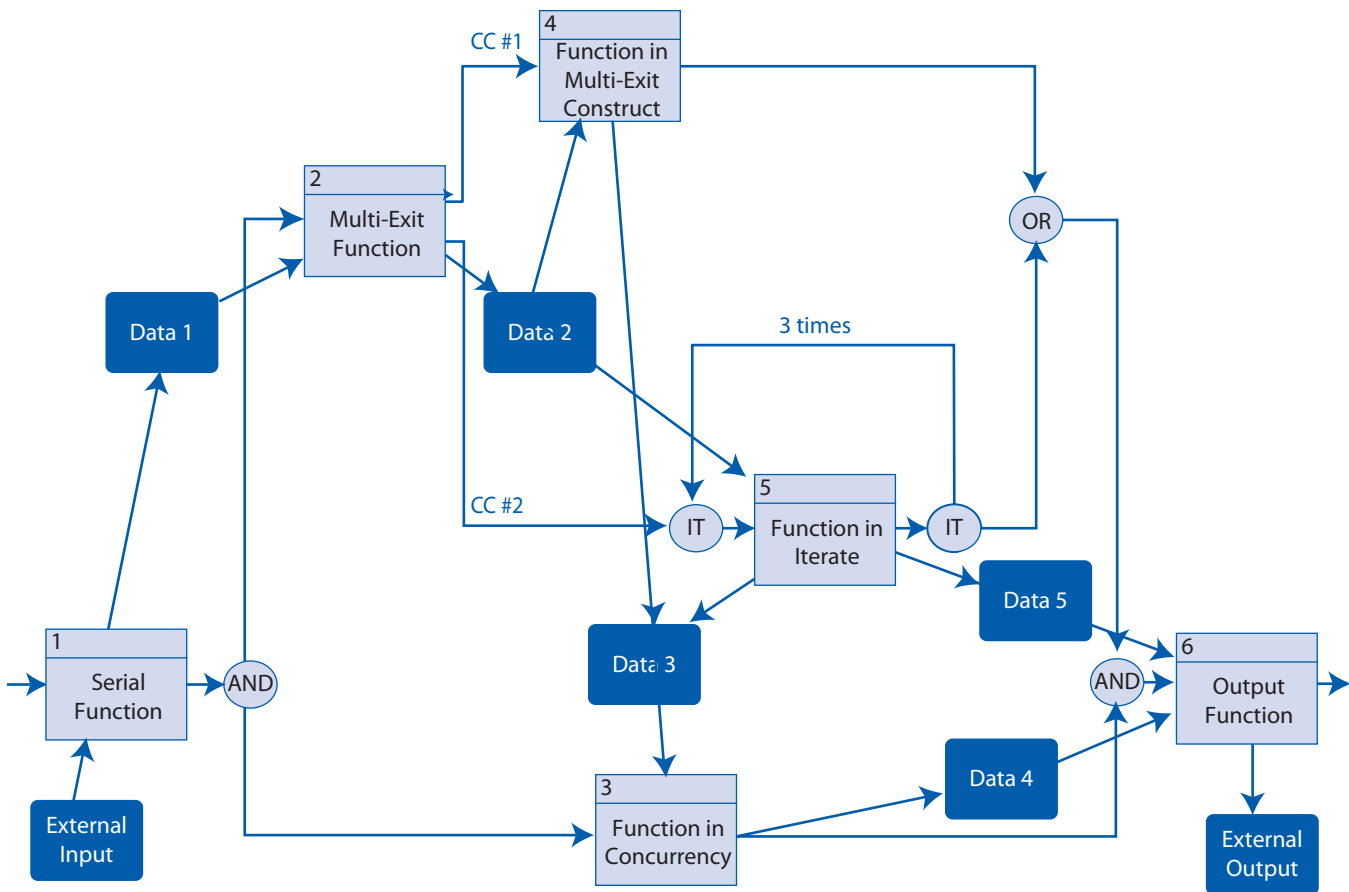 4
Function in
Multi-Exit
Construct
CC #1
2
Multi-Exit
Function
OR
Data 1
Data 2
3 times
CC #2
IT
5
Function in
Iterate
IT
Data 5
1
Serial
Function
AND
Data 3
6
Output
Function
AND
Data 4
3
Function in
Concurrency
External
Input
External
Output